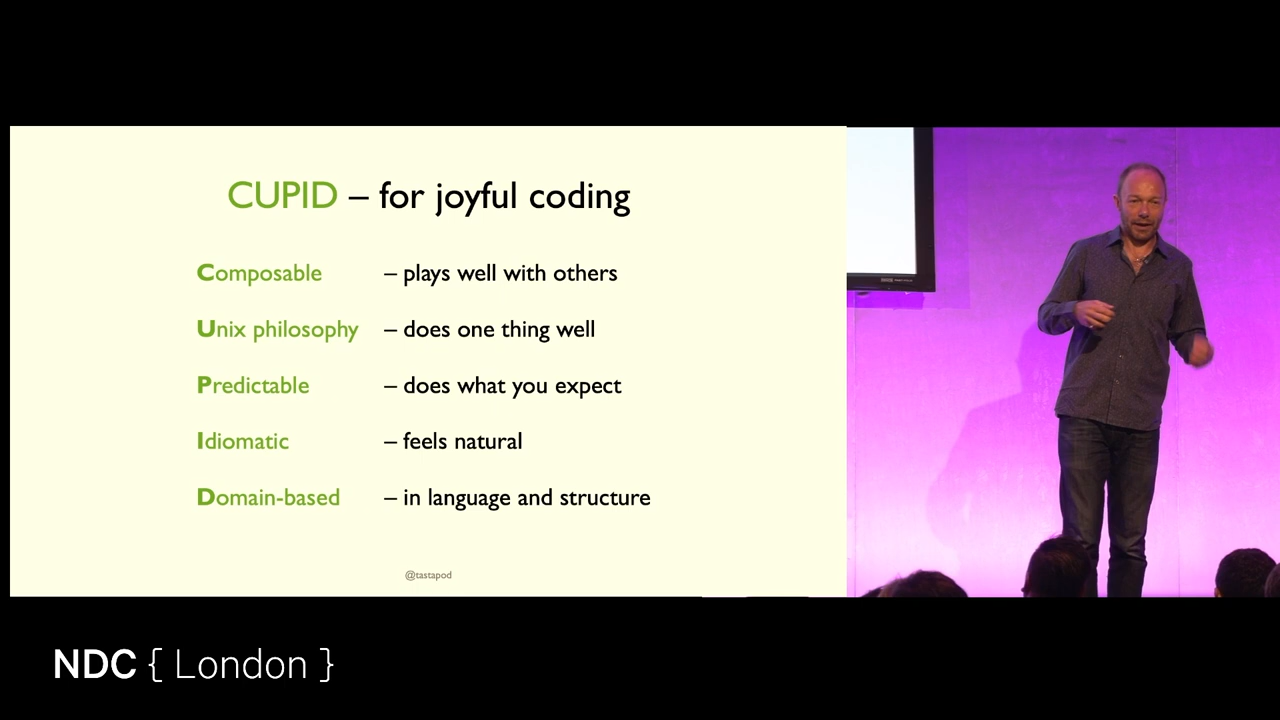 CUPID – for joyful coding
Composable – plays well with others
Unix philosophy – does one thing well
Predictable – does what you expect
Idiomatic – feels natural
Domain-based – in language and structure
@tastapod
NDC { London }